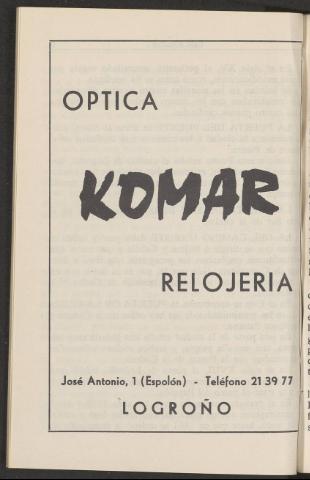 OPTICA
KOMAR
RELOJERIA
José Antonio, 1 (Espolón) - Teléfono 21 39 77
LOGROÑO